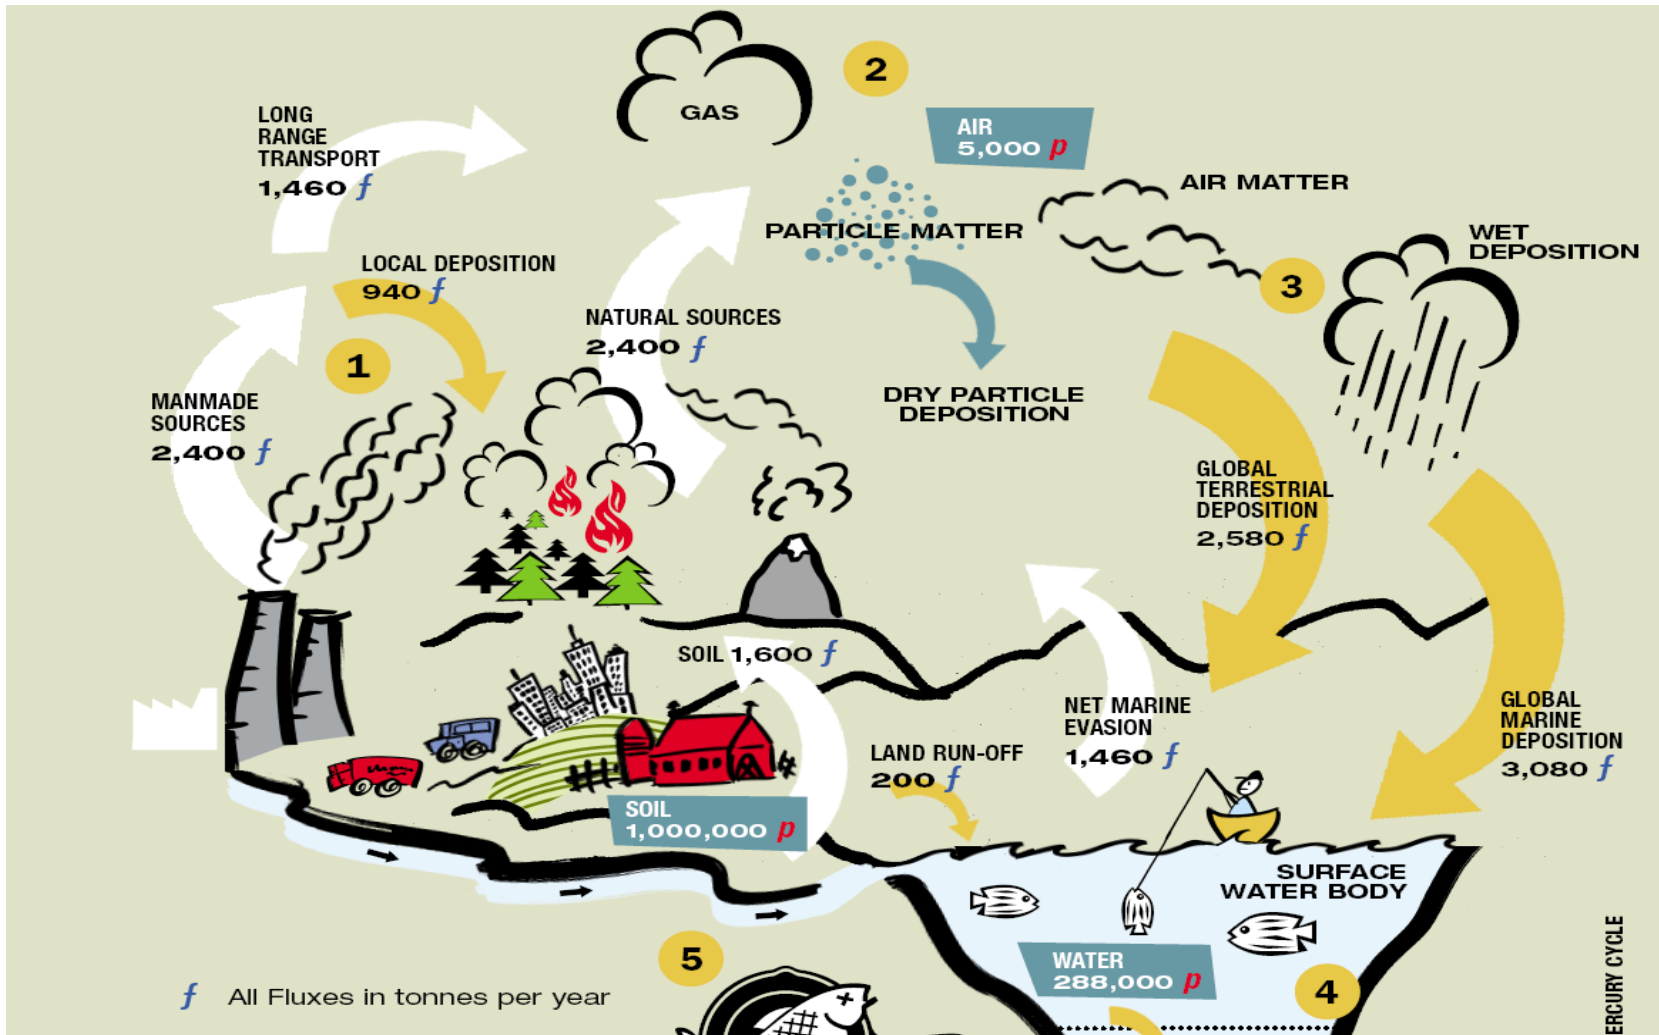 GAS
2
AIR
5,000 p
LONG
RANGE
TRANSPORT
1,460 ƒ
AIR MATTER
PARTICLE MATTER
WET
DEPOSITION
LOCAL DEPOSITION
940 ƒ
3
NATURAL SOURCES
2,400 ƒ
1
MANMADE
SOURCES
2,400 ƒ
DRY PARTICLE
DEPOSITION
GLOBAL
TERRESTRIAL
DEPOSITION
2,580 ƒ
SOIL 1,600 ƒ
NET MARINE
EVASION
1,460 ƒ
GLOBAL
MARINE
DEPOSITION
3,080 ƒ
LAND RUN-OFF
200 ƒ
SOIL
1,000,000 p
SURFACE
WATER BODY
5
WATER
288,000 p
4
ƒ All Fluxes in tonnes per year
ERCURY CYCLE